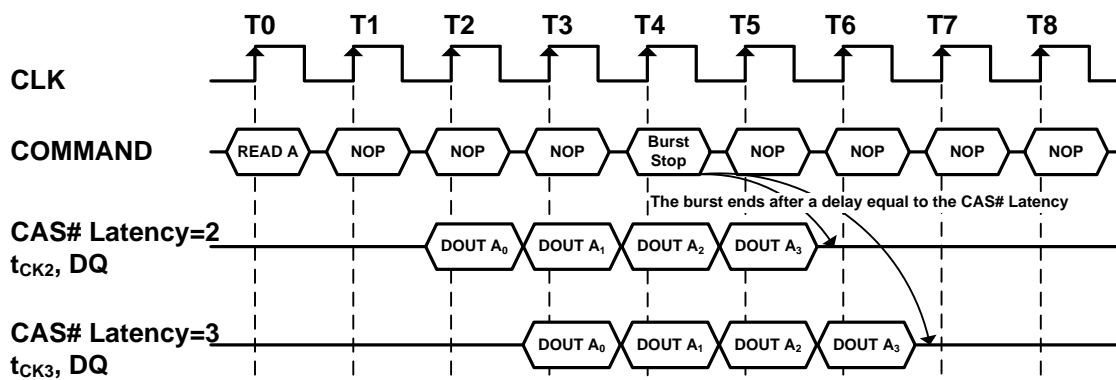 T0 T1 T2 T3 T4 T5 T6 T7 T8
CLK
COMMAND READ A NOP NOP NOP Burst Stop NOP NOP NOP NOP
The burst ends after a delay equal to the CAS# Latency
CAS# Latency=2
tCK2, DQ
DOUT A0 DOUT A1 DOUT A2 DOUT A3
CAS# Latency=3
tCK3, DQ
DOUT A0 DOUT A1 DOUT A2 DOUT A3